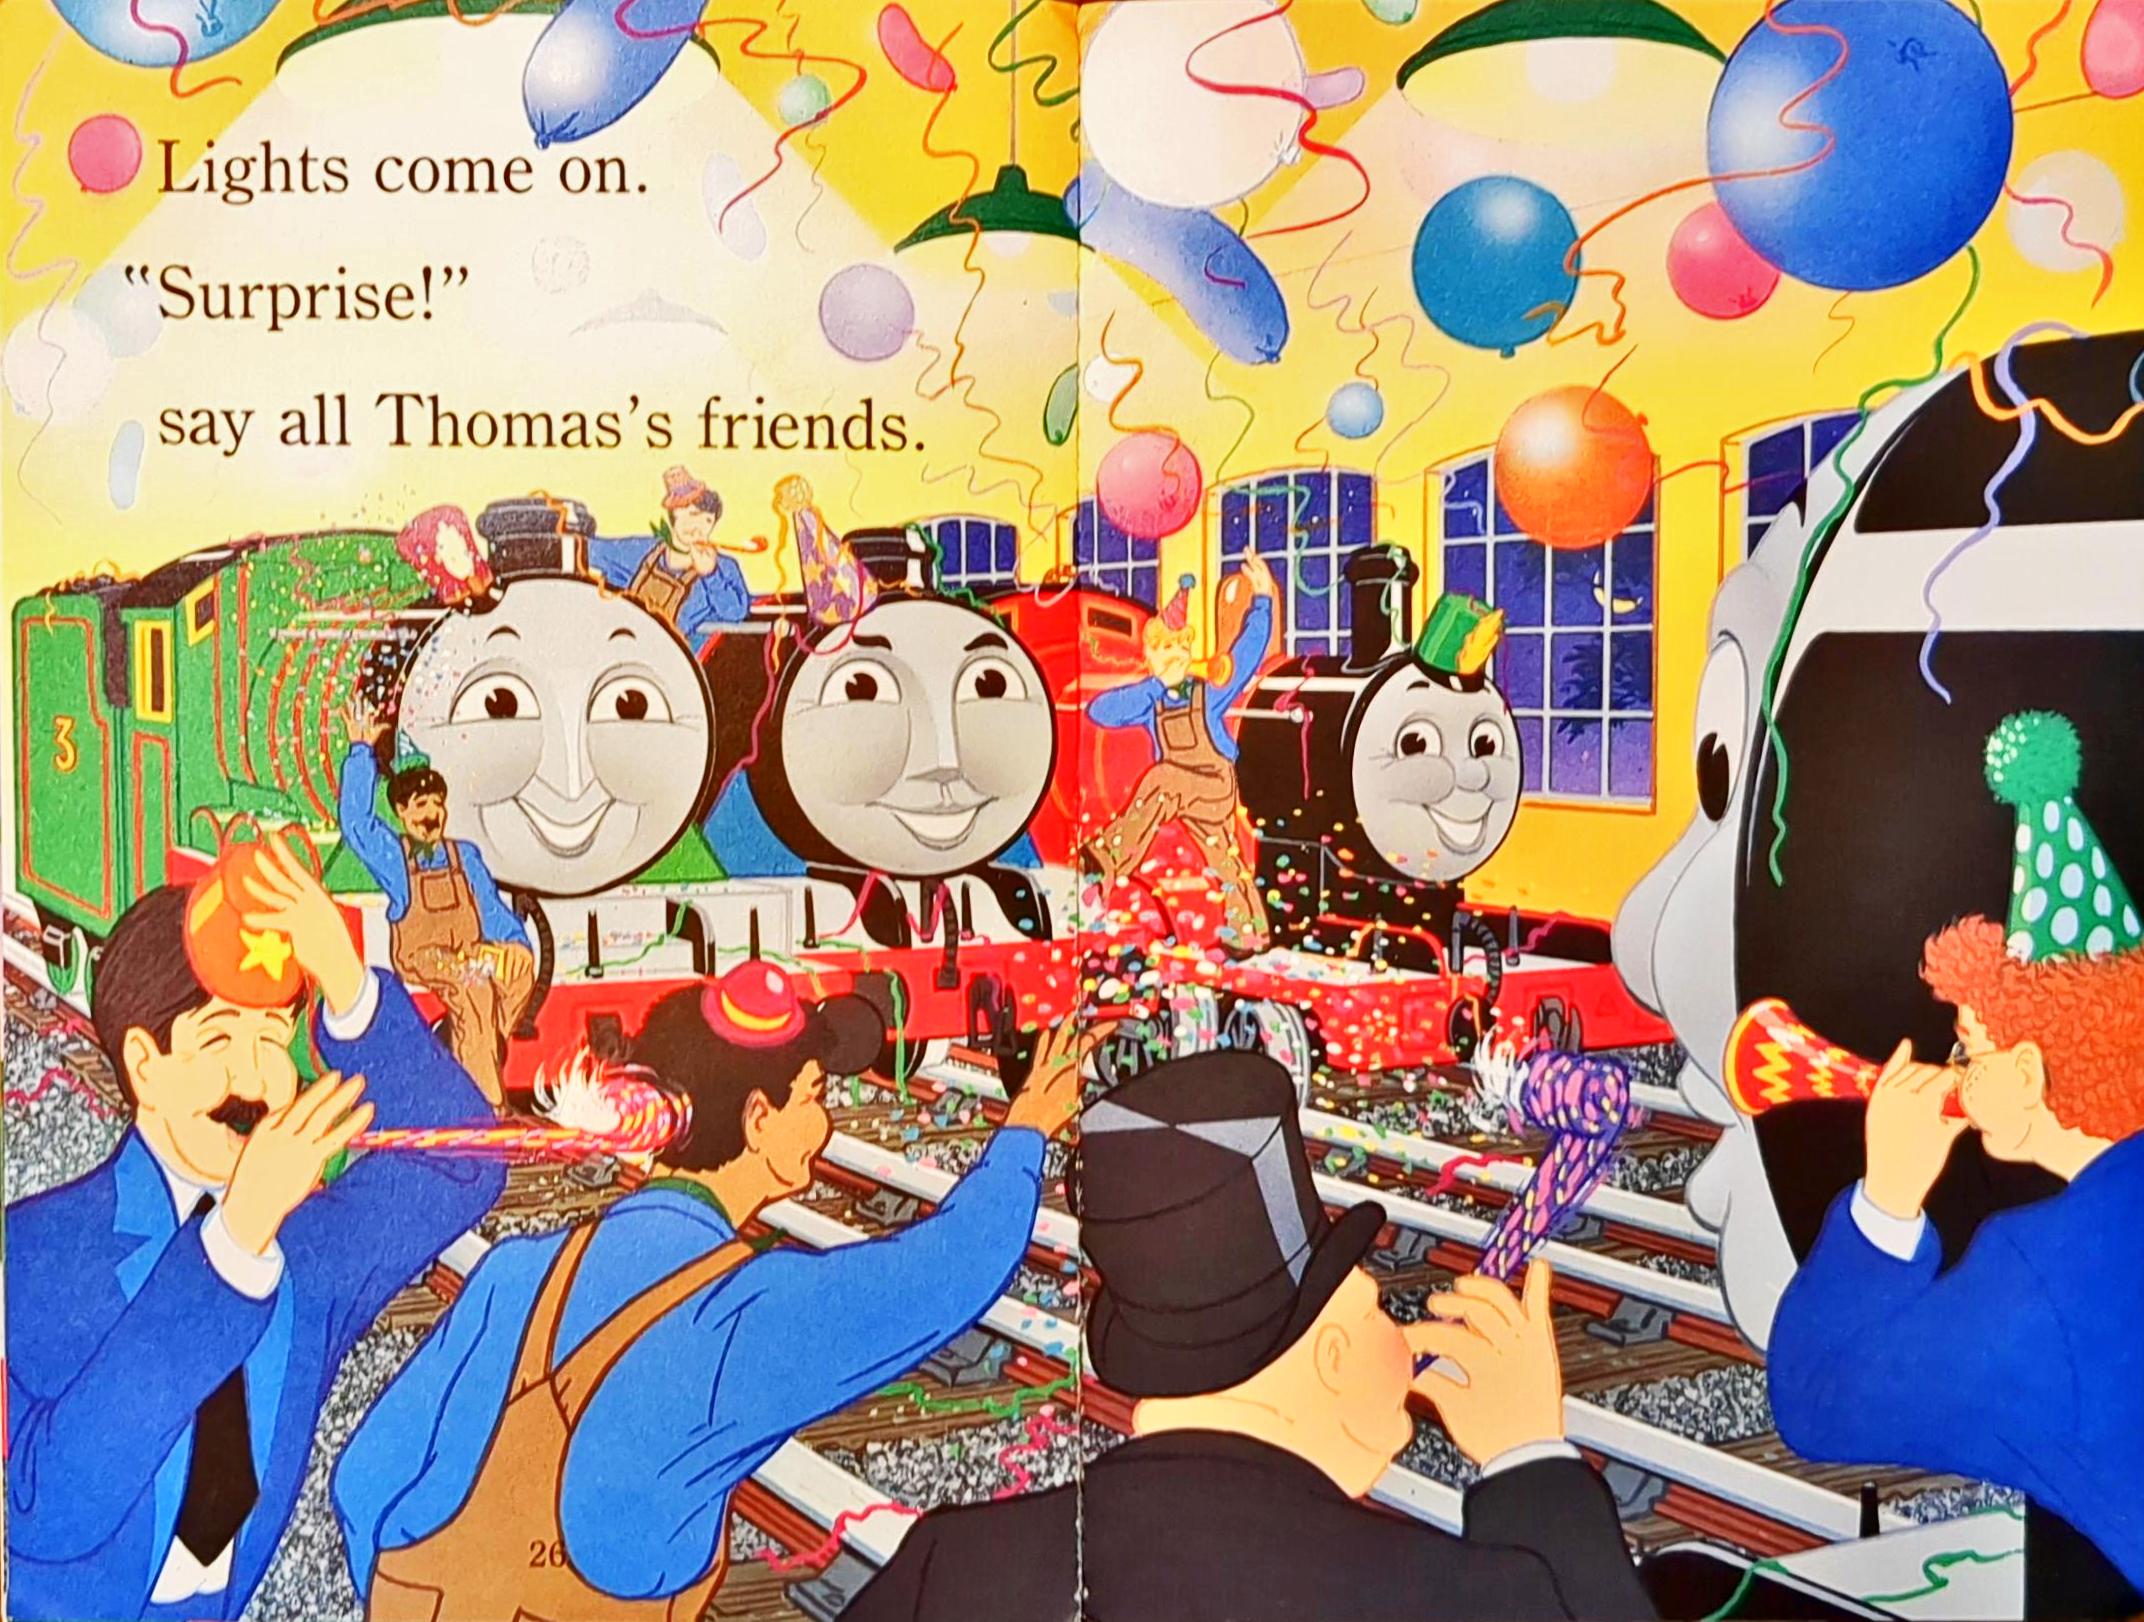 Lights come on.
“Surprise!”
say all Thomas’s friends.
3
26